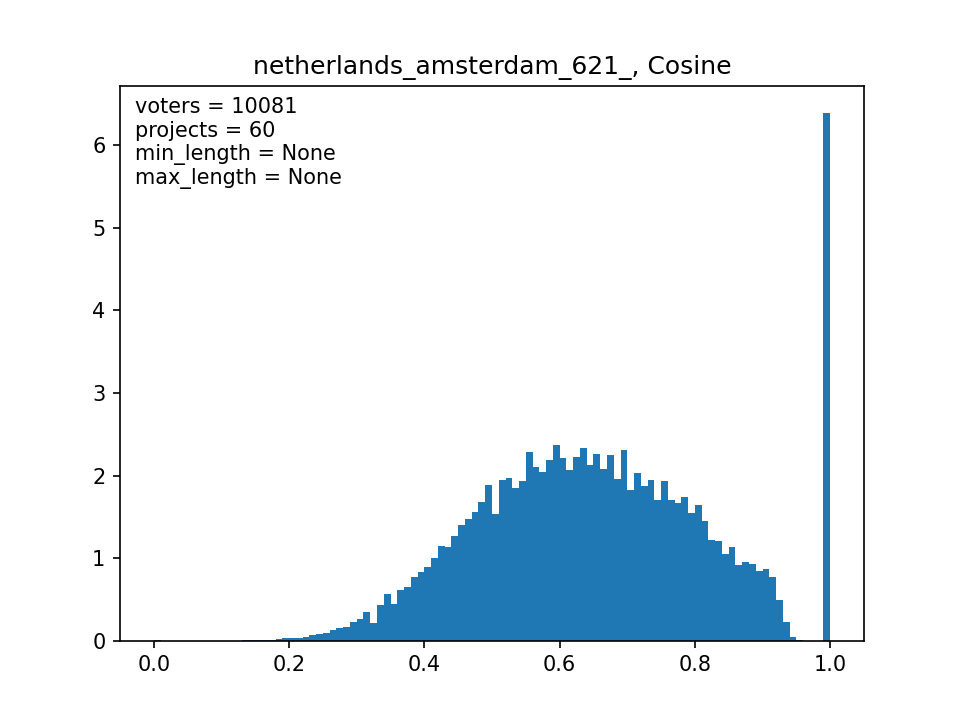 netherlands_amsterdam_621_, Cosine
voters = 10081
projects = 60
min_length = None
max_length = None
6
5
4
3
2
1
0
0.0 0.2 0.4 0.6 0.8 1.0